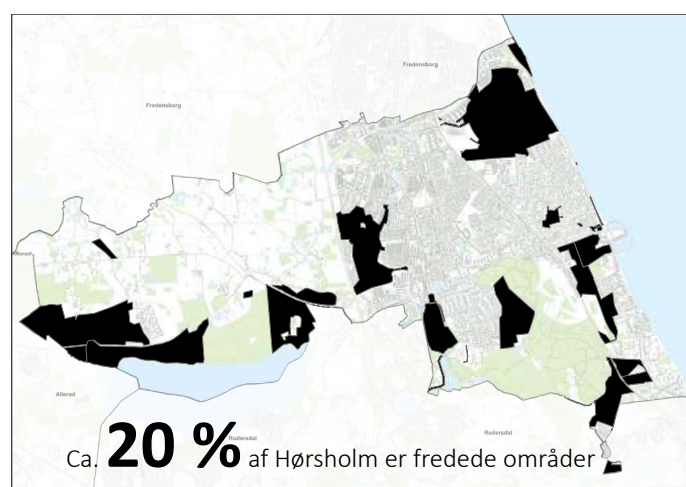 Fredensborg
Fredensborg
Allerød
Allerød
Rudersdal
Rudersdal
Ca. 20 % af Hørsholm er fredede områder